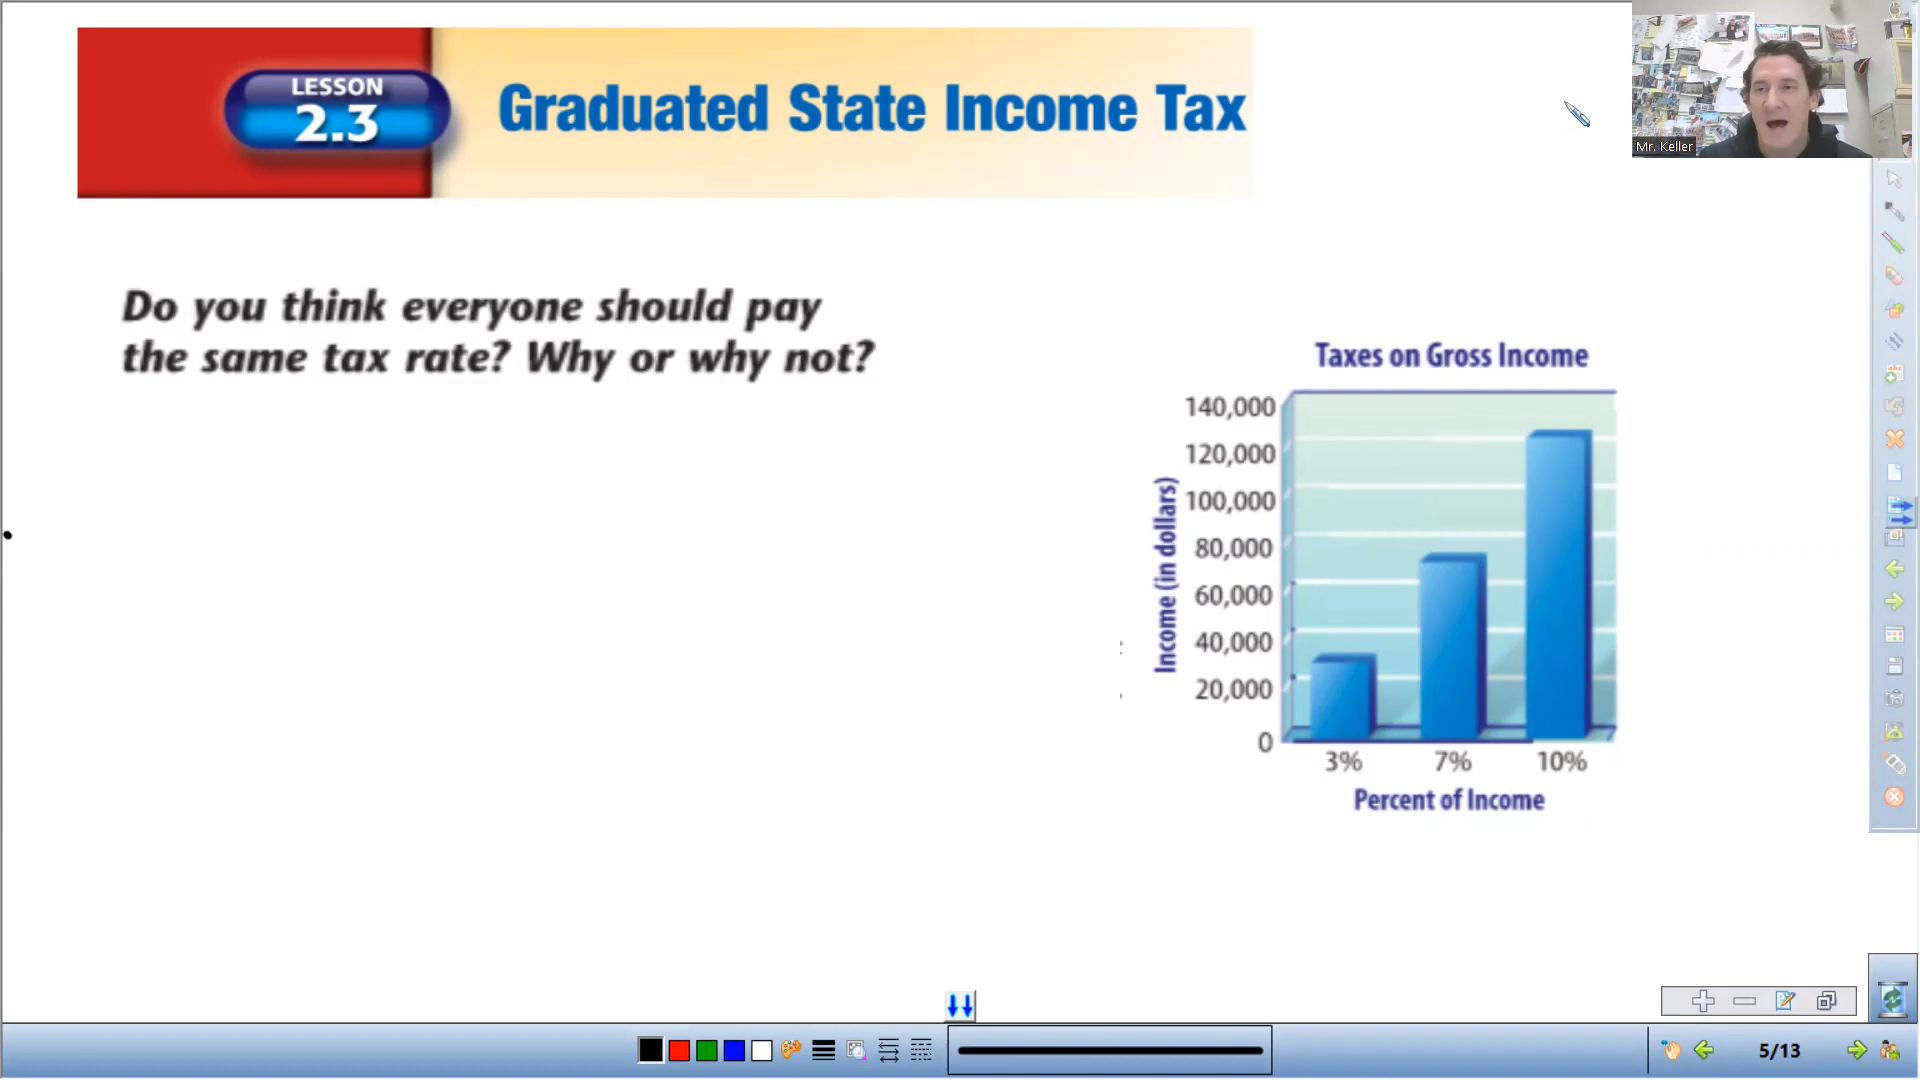 LESSON
2.3
Graduated State Income Tax
Mr. Keller
Do you think everyone should pay
the same tax rate? Why or why not?
Taxes on Gross Income
Income (in dollars)
140,000
120,000
100,000
80,000
60,000
40,000
20,000
0
3% 7% 10%
Percent of Income
5/13